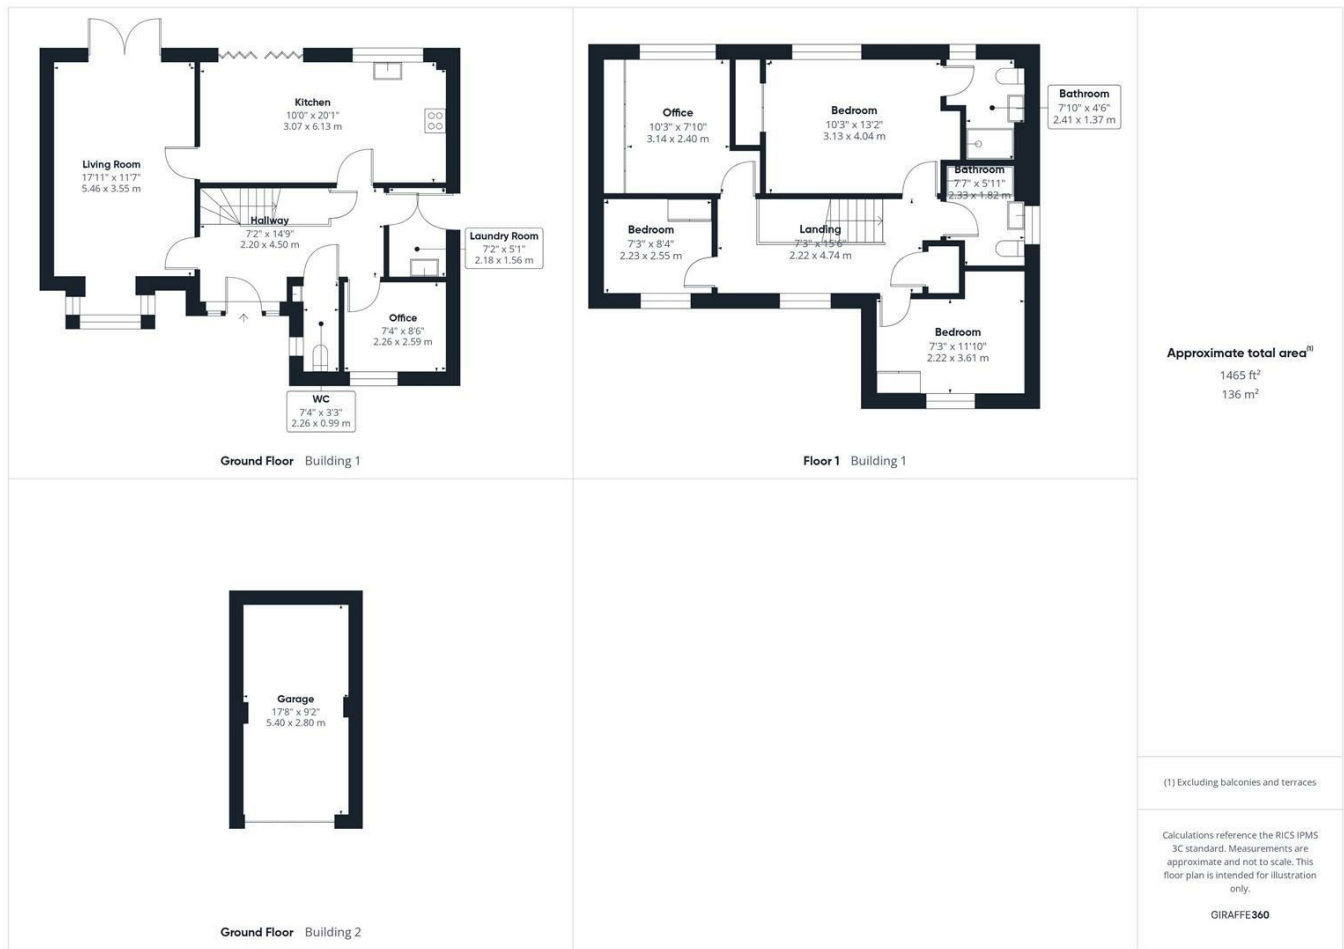 Kitchen
10'0" x 20'1"
3.07 x 6.13 m
Living Room
17'11" x 11'7"
5.46 x 3.55 m
Hallway
7'2" x 14'9"
2.20 x 4.50 m
Laundry Room
7'2" x 5'1"
2.18 x 1.56 m
Office
7'4" x 8'6"
2.26 x 2.59 m
WC
7'4" x 3'3"
2.26 x 0.99 m
Ground Floor Building 1
Office
10'3" x 7'10"
3.14 x 2.40 m
Bedroom
10'3" x 13'2"
3.13 x 4.04 m
Bathroom
7'10" x 4'6"
2.41 x 1.37 m
Bathroom
7'7" x 5'11"
2.33 x 1.82 m
Bedroom
7'3" x 8'4"
2.23 x 2.55 m
Landing
7'3" x 15'6"
2.22 x 4.74 m
Bedroom
7'3" x 11'10"
2.22 x 3.61 m
Floor 1 Building 1
Garage
17'8" x 9'2"
5.40 x 2.80 m
Ground Floor Building 2
Approximate total area(1)
1465 ft²
136 m²
(1) Excluding balconies and terraces
Calculations reference the RICS IPMS
3C standard. Measurements are
approximate and not to scale. This
floor plan is intended for illustration
only.
GIRAFFE360